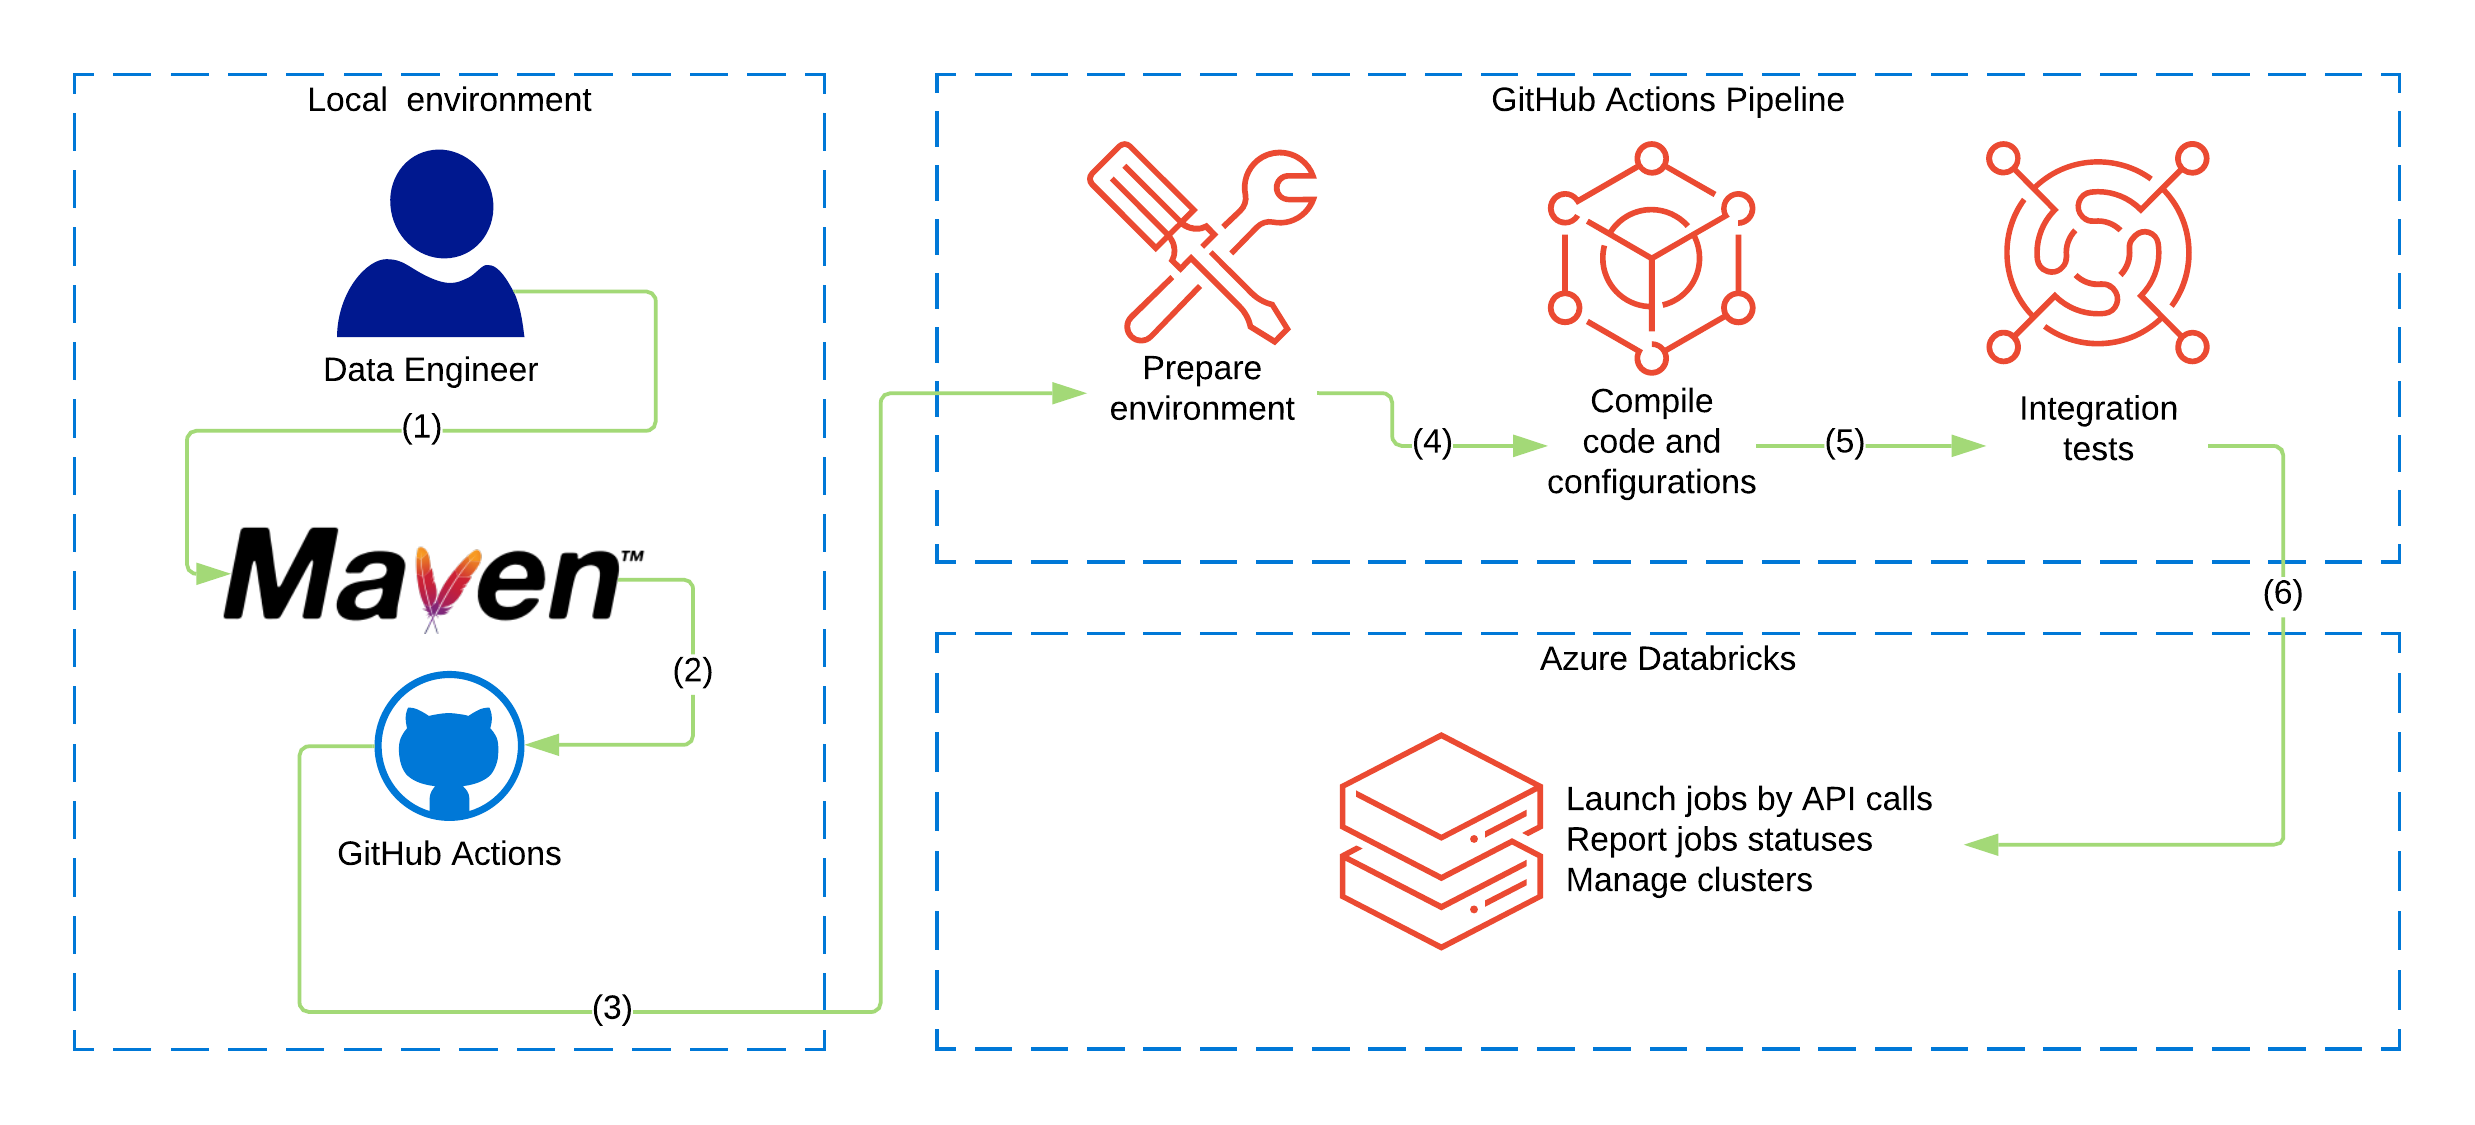 Local  environment
Data Engineer
(1)
Maven™
(2)
GitHub Actions
(3)
GitHub Actions Pipeline
Prepare
environment
(4)
Compile
code and
configurations
(5)
Integration
tests
(6)
Azure Databricks
Launch jobs by API calls
Report jobs statuses
Manage clusters